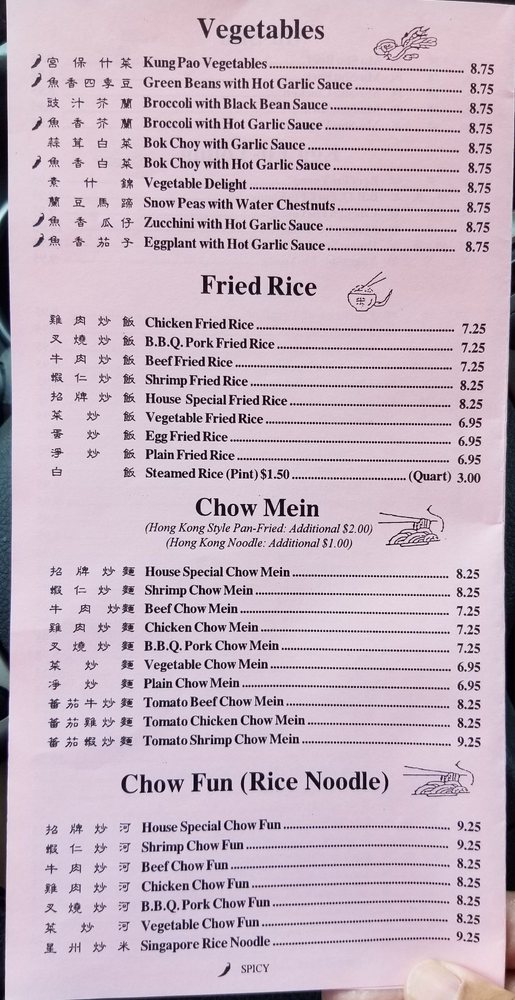 Vegetables
宮保什菜 Kung Pao Vegetables 8.75
魚香四季豆 Green Beans with Hot Garlic Sauce 8.75
豉汁芥蘭 Broccoli with Black Bean Sauce 8.75
魚香芥蘭 Broccoli with Hot Garlic Sauce 8.75
蒜茸白菜 Bok Choy with Garlic Sauce 8.75
魚香白菜 Bok Choy with Hot Garlic Sauce 8.75
素什錦 Vegetable Delight 8.75
蘭豆馬蹄 Snow Peas with Water Chestnuts 8.75
魚香瓜仔 Zucchini with Hot Garlic Sauce 8.75
魚香茄子 Eggplant with Hot Garlic Sauce 8.75
Fried Rice
雞肉炒飯 Chicken Fried Rice 7.25
叉燒炒飯 B.B.Q. Pork Fried Rice 7.25
牛肉炒飯 Beef Fried Rice 7.25
蝦仁炒飯 Shrimp Fried Rice 8.25
招牌炒飯 House Special Fried Rice 8.25
菜炒飯 Vegetable Fried Rice 6.95
蛋炒飯 Egg Fried Rice 6.95
淨炒飯 Plain Fried Rice 6.95
白飯 Steamed Rice (Pint) $1.50 (Quart) 3.00
Chow Mein
(Hong Kong Style Pan-Fried: Additional $2.00)
(Hong Kong Noodle: Additional $1.00)
招牌炒麵 House Special Chow Mein 8.25
蝦仁炒麵 Shrimp Chow Mein 8.25
牛肉炒麵 Beef Chow Mein 7.25
雞肉炒麵 Chicken Chow Mein 7.25
叉燒炒麵 B.B.Q. Pork Chow Mein 7.25
菜炒麵 Vegetable Chow Mein 6.95
淨炒麵 Plain Chow Mein 6.95
蕃茄牛炒麵 Tomato Beef Chow Mein 8.25
蕃茄雞炒麵 Tomato Chicken Chow Mein 8.25
蕃茄蝦炒麵 Tomato Shrimp Chow Mein 9.25
Chow Fun (Rice Noodle)
招牌炒河 House Special Chow Fun 9.25
蝦仁炒河 Shrimp Chow Fun 9.25
牛肉炒河 Beef Chow Fun 8.25
雞肉炒河 Chicken Chow Fun 8.25
叉燒炒河 B.B.Q. Pork Chow Fun 8.25
菜炒河 Vegetable Chow Fun 8.25
星州炒米 Singapore Rice Noodle 9.25
SPICY